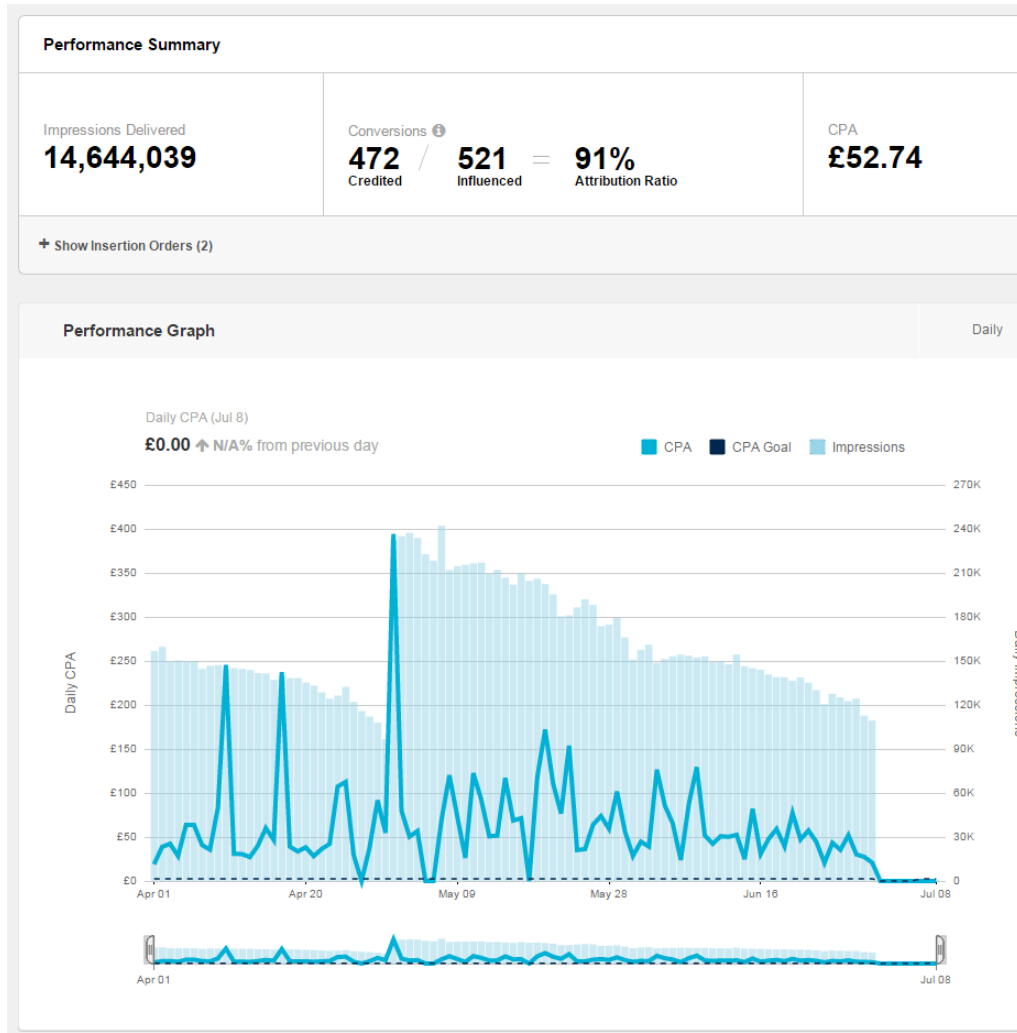 Performance Summary
Impressions Delivered
14,644,039
Conversions
472 / 521 = 91%
Credited Influenced Attribution Ratio
CPA
£52.74
+ Show Insertion Orders (2)
Performance Graph
Daily
Daily CPA (Jul 8)
£0.00 N/A% from previous day
CPA CPA Goal Impressions
£450 270K
£400 240K
£350 210K
£300 180K
£250 150K
£200 120K
£150 90K
£100 60K
£50 30K
£0 0
Daily CPA
Apr 01 Apr 20 May 09 May 28 Jun 16 Jul 08
Apr 01 Jul 08